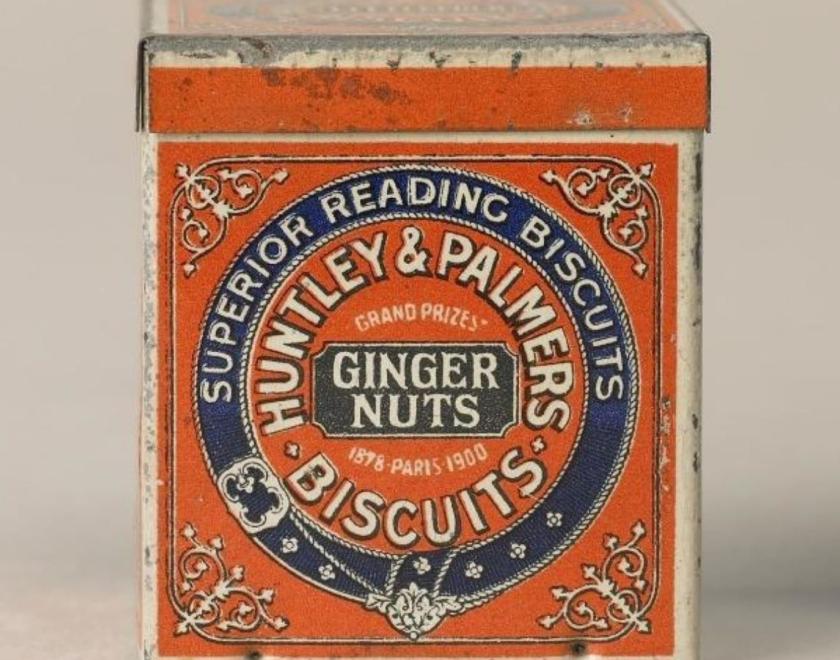 SUPERIOR READING BISCUITS
HUNTLEY & PALMERS
GRAND PRIZES
GINGER
NUTS
1878·PARIS·1900
BISCUITS